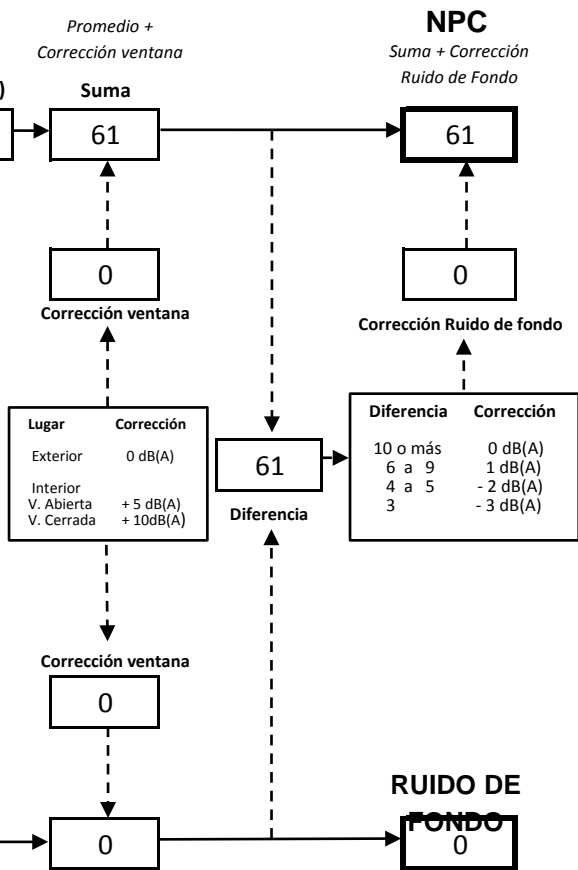 Promedio +
Corrección ventana
NPC
Suma + Corrección
Ruido de Fondo
)
Suma
61
61
0
0
Corrección ventana
Corrección Ruido de fondo
Lugar Corrección
Exterior 0 dB(A)
Interior
V. Abierta + 5 dB(A)
V. Cerrada + 10dB(A)
61
Diferencia
Diferencia Corrección
10 o más 0 dB(A)
6 a 9 1 dB(A)
4 a 5 - 2 dB(A)
3 - 3 dB(A)
Corrección ventana
0
RUIDO DE
FONDO
0
0